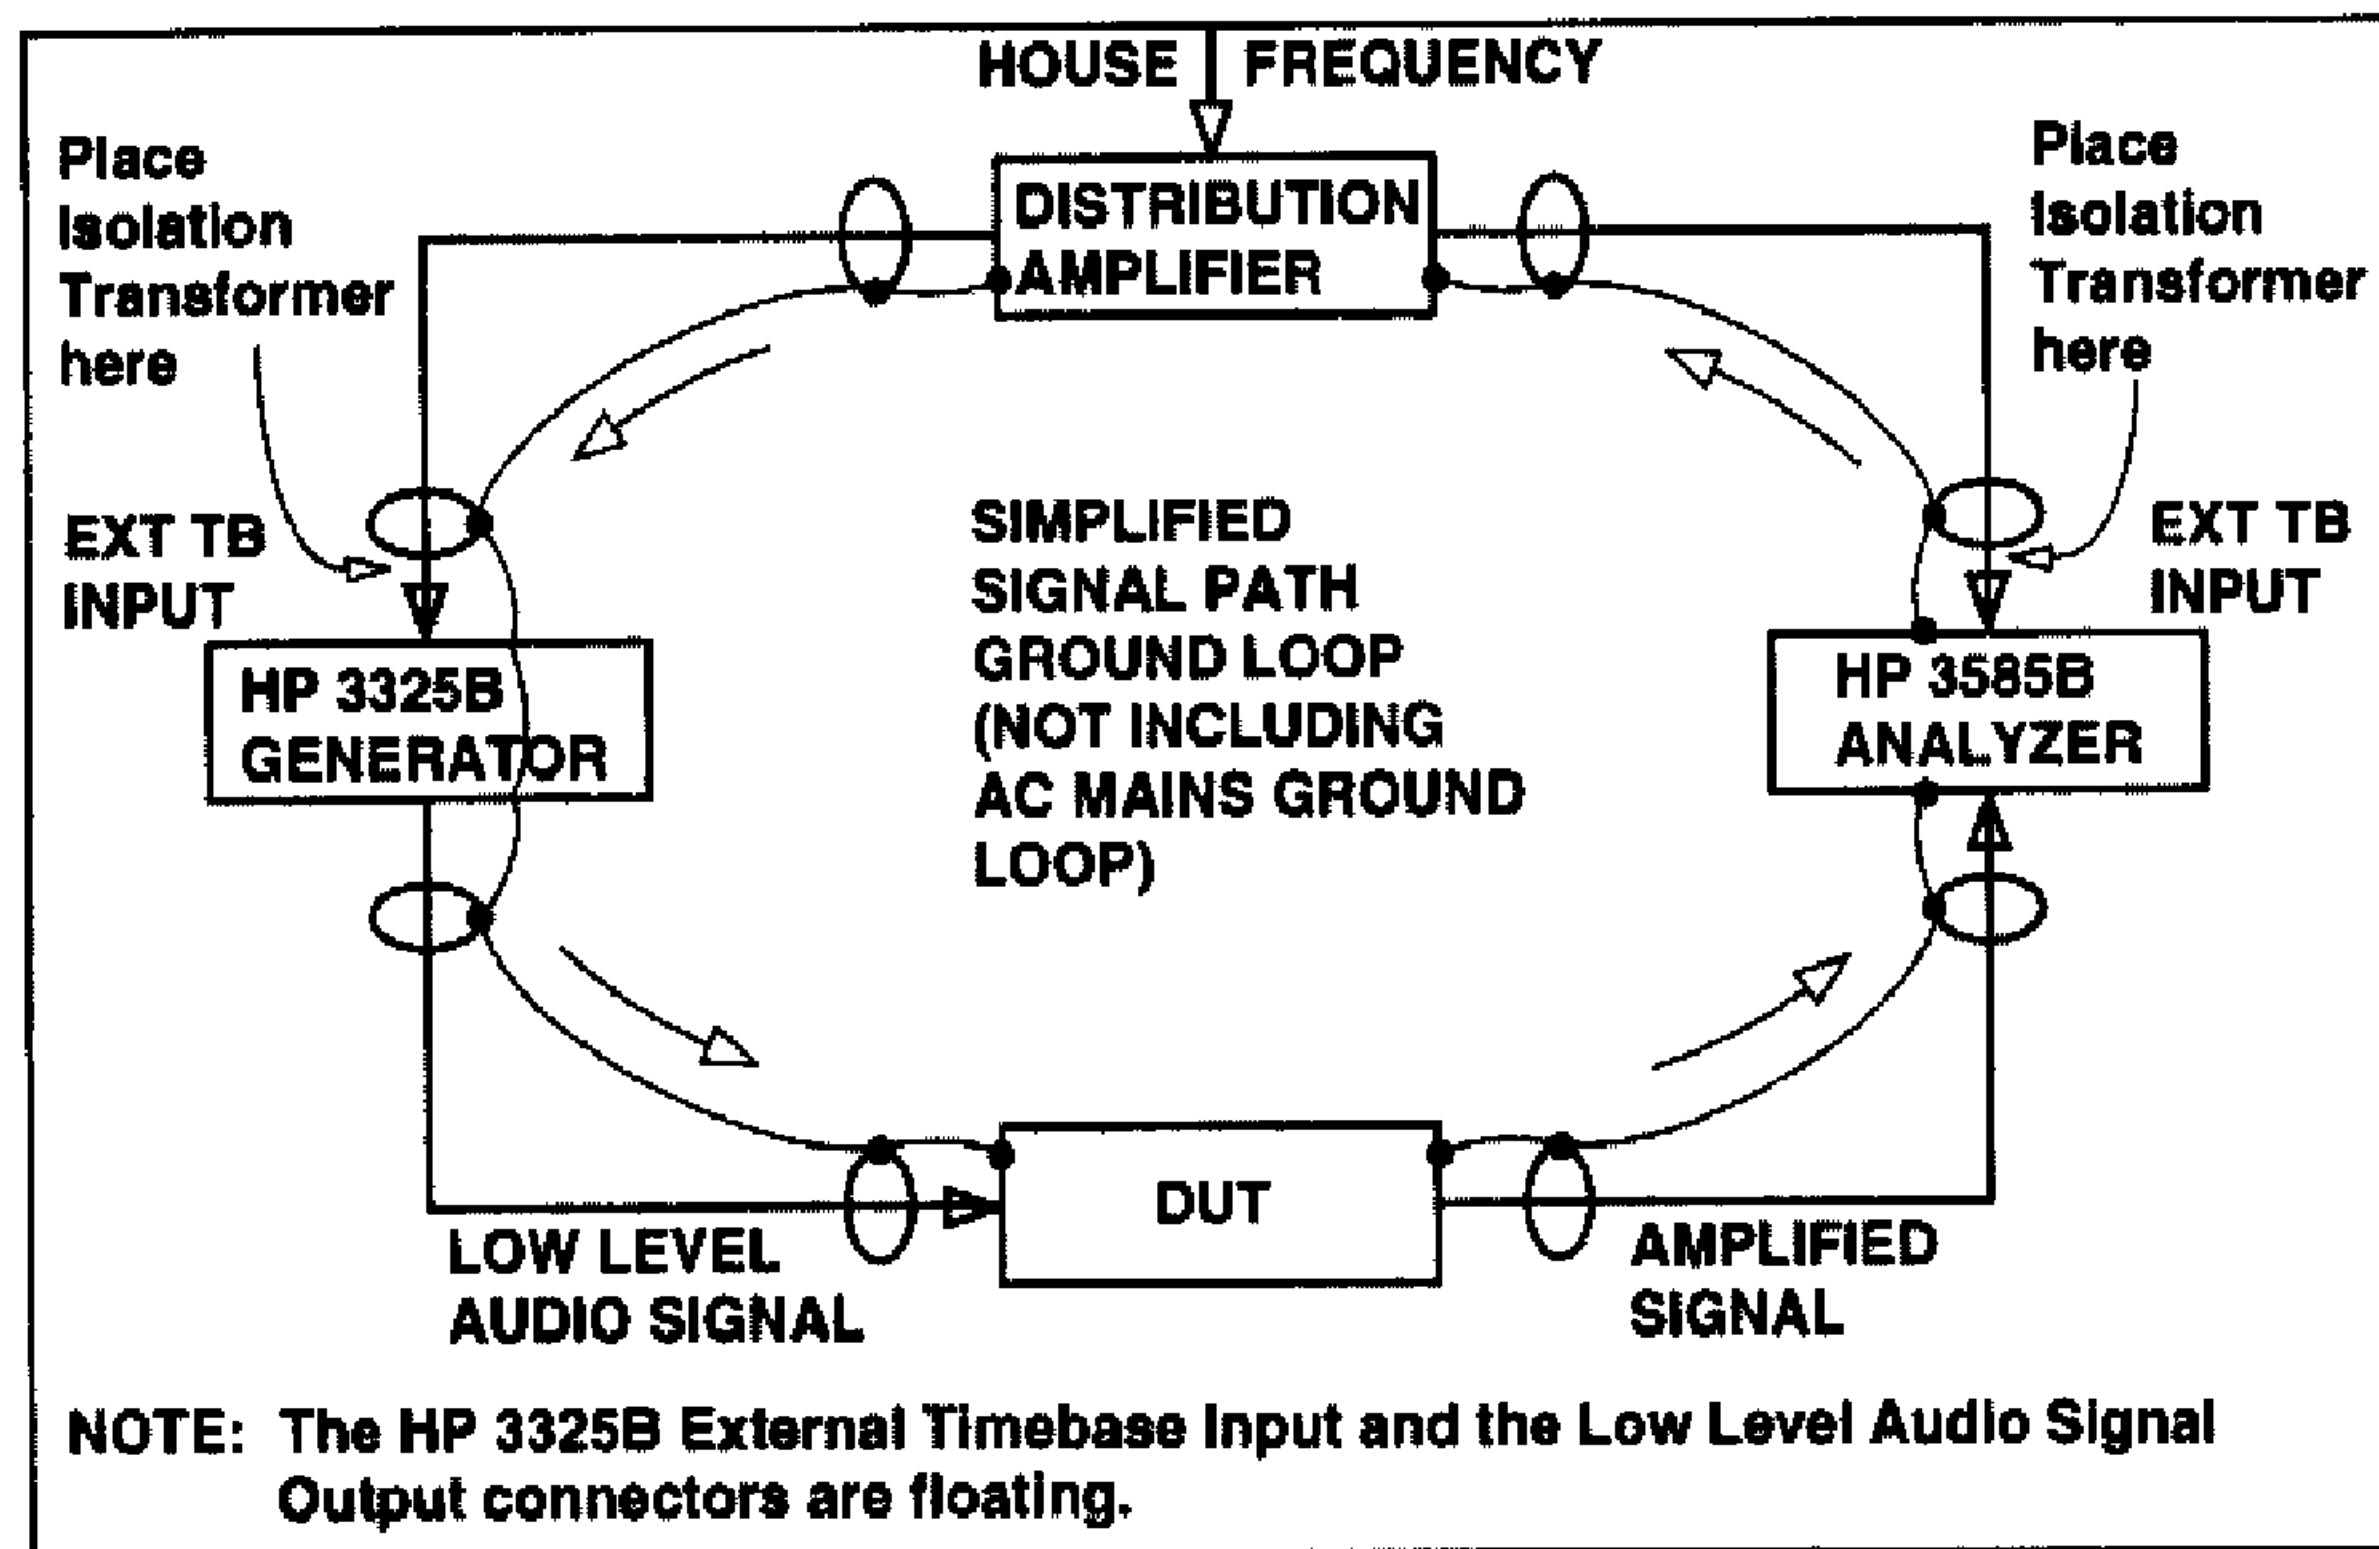 HOUSE FREQUENCY
Place
Isolation
Transformer
here
DISTRIBUTION
AMPLIFIER
Place
Isolation
Transformer
here
EXT TB
INPUT
SIMPLIFIED
SIGNAL PATH
GROUND LOOP
(NOT INCLUDING
AC MAINS GROUND
LOOP)
EXT TB
INPUT
HP 3325B
GENERATOR
HP 3585B
ANALYZER
LOW LEVEL
AUDIO SIGNAL
DUT
AMPLIFIED
SIGNAL
NOTE: The HP 3325B External Timebase Input and the Low Level Audio Signal
Output connectors are floating.